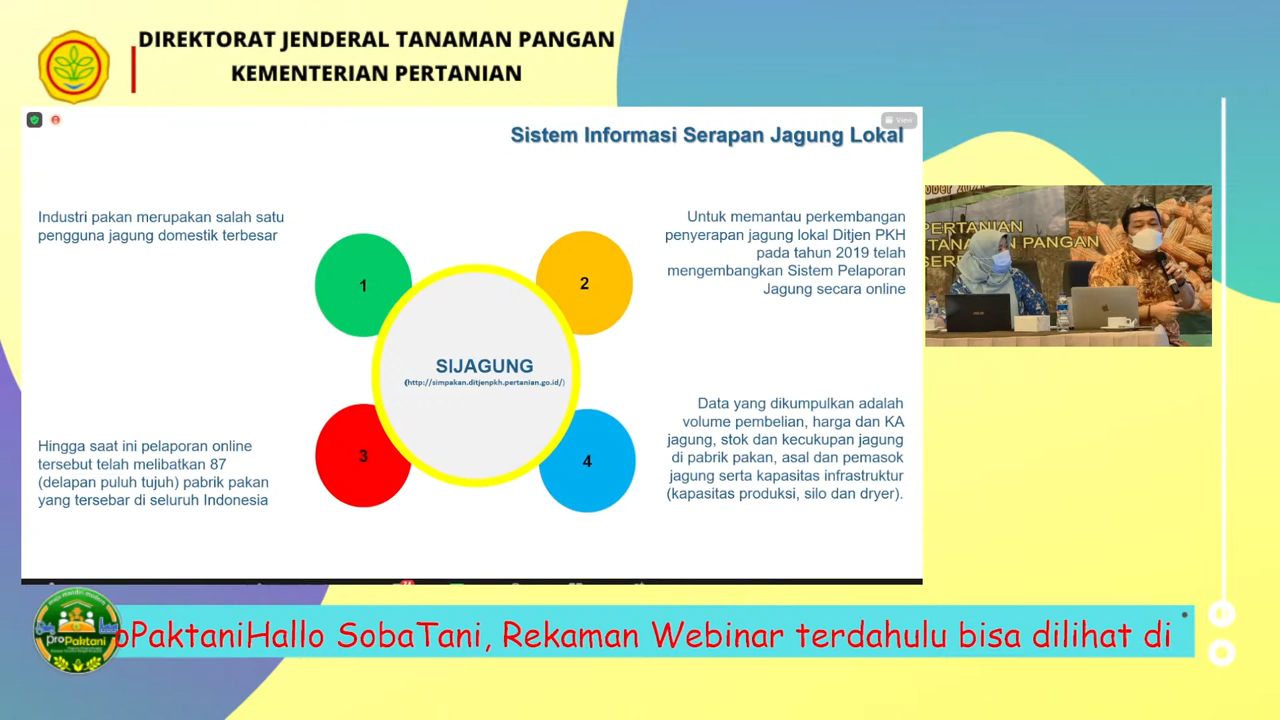 DIREKTORAT JENDERAL TANAMAN PANGAN
KEMENTERIAN PERTANIAN
View
Sistem Informasi Serapan Jagung Lokal
Industri pakan merupakan salah satu
pengguna jagung domestik terbesar
1
2
Untuk memantau perkembangan
penyerapan jagung lokal Ditjen PKH
pada tahun 2019 telah
mengembangkan Sistem Pelaporan
Jagung secara online
SIJAGUNG
(http://simpakan.ditjenpkh.pertanian.go.id/)
Hingga saat ini pelaporan online
tersebut telah melibatkan 87
(delapan puluh tujuh) pabrik pakan
yang tersebar di seluruh Indonesia
3
4
Data yang dikumpulkan adalah
volume pembelian, harga dan KA
jagung, stok dan kecukupan jagung
di pabrik pakan, asal dan pemasok
jagung serta kapasitas infrastruktur
(kapasitas produksi, silo dan dryer).
PERTANIAN
PANGAN
proPaktani
oPaktaniHallo SobaTani, Rekaman Webinar terdahulu bisa dilihat di